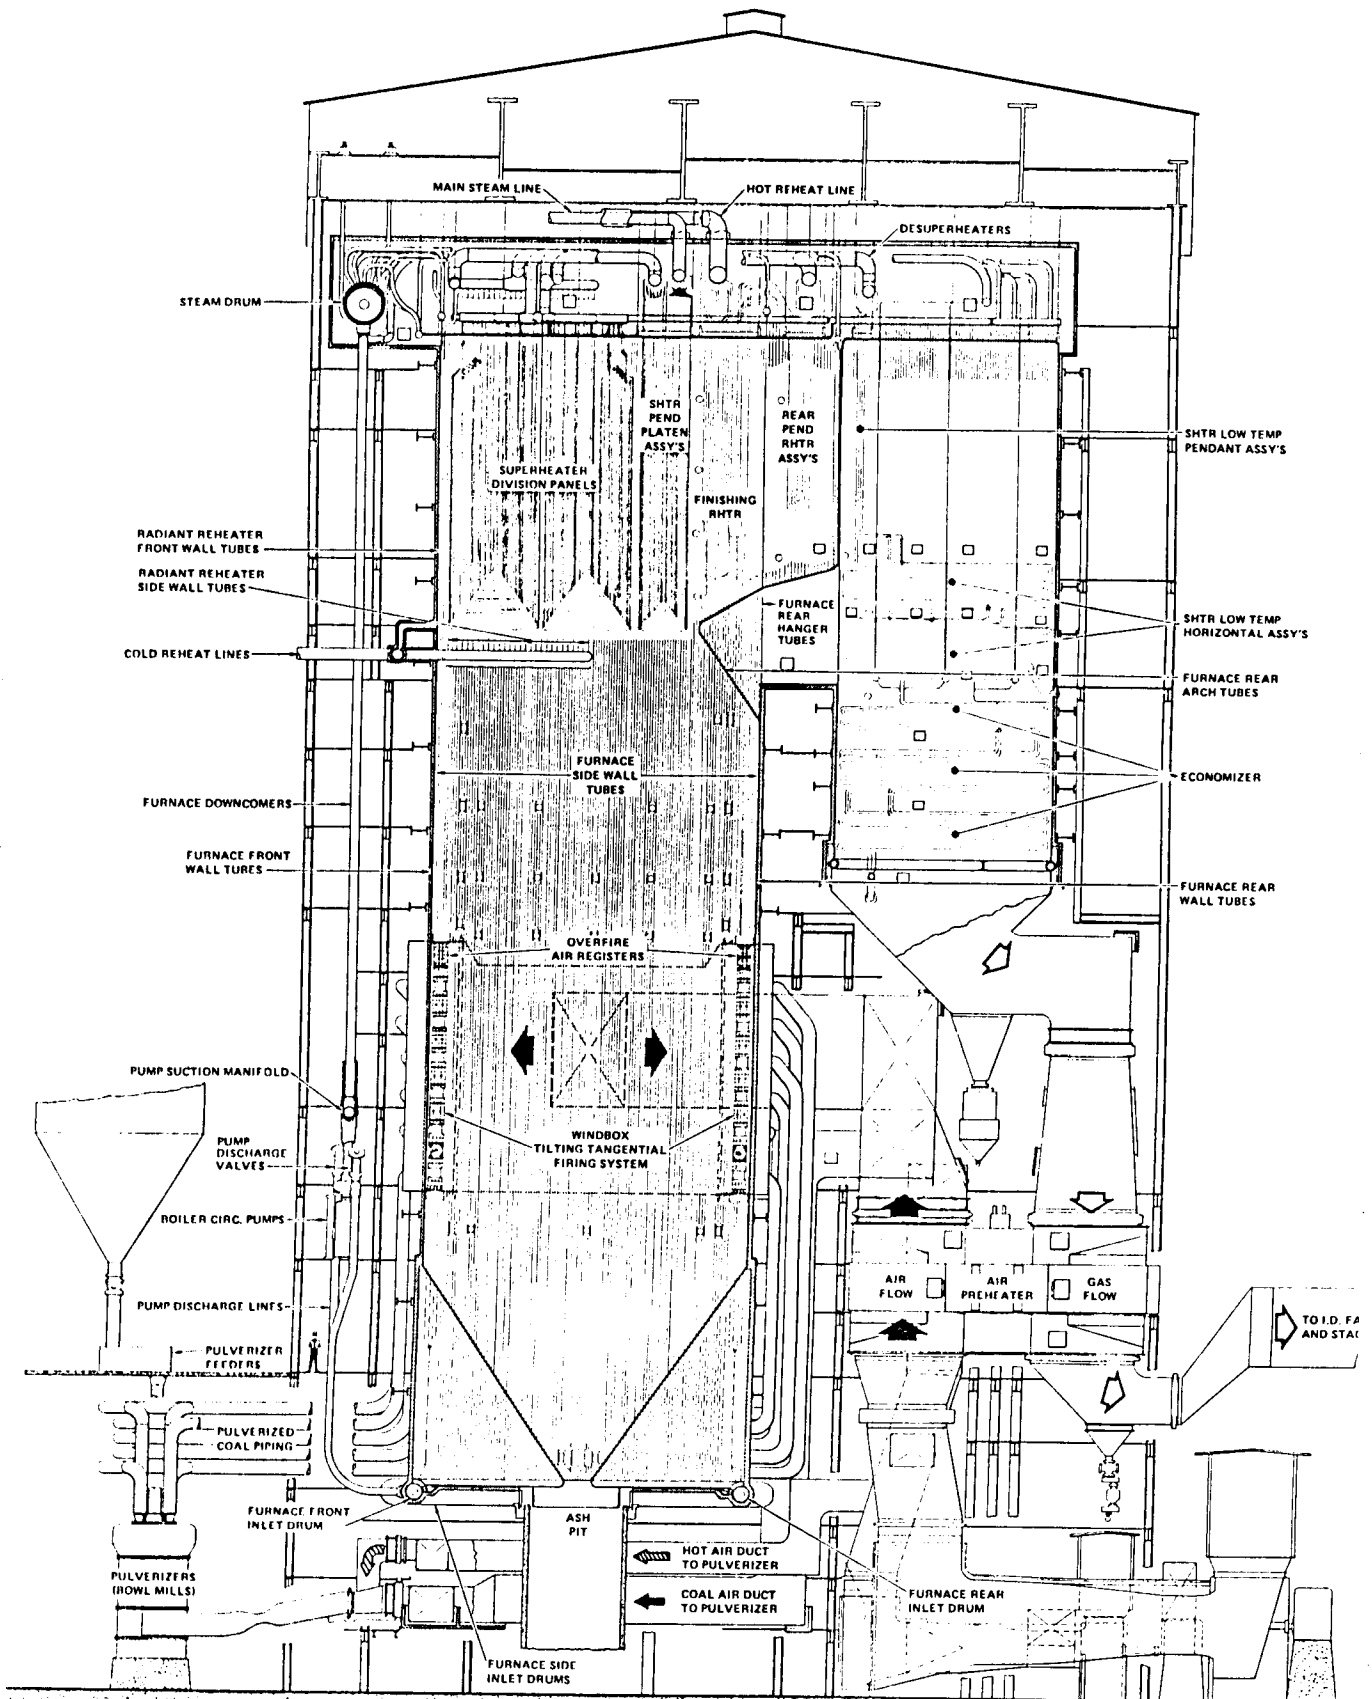 MAIN STEAM LINE
HOT REHEAT LINE
DESUPERHEATERS
STEAM DRUM
SHTR
PEND
PLATEN
ASSY'S
REAR
PEND
RHTR
ASSY'S
SHTR LOW TEMP
PENDANT ASSY'S
SUPERHEATER
DIVISION PANELS
FINISHING
RHTR
RADIANT REHEATER
FRONT WALL TUBES
RADIANT REHEATER
SIDE WALL TUBES
FURNACE
REAR
HANGER
TUBES
SHTR LOW TEMP
HORIZONTAL ASSY'S
COLD REHEAT LINES
FURNACE REAR
ARCH TUBES
FURNACE
SIDE WALL
TUBES
ECONOMIZER
FURNACE DOWNCOMERS
FURNACE FRONT
WALL TUBES
FURNACE REAR
WALL TUBES
OVERFIRE
AIR REGISTERS
PUMP SUCTION MANIFOLD
PUMP
DISCHARGE
VALVES
WINDBOX
TILTING TANGENTIAL
FIRING SYSTEM
BOILER CIRC. PUMPS
AIR
FLOW
AIR
PREHEATER
GAS
FLOW
PUMP DISCHARGE LINES
TO I.D. FA
AND STAC
PULVERIZER
FEEDERS
PULVERIZED
COAL PIPING
FURNACE FRONT
INLET DRUM
ASH
PIT
HOT AIR DUCT
TO PULVERIZER
PULVERIZERS
(BOWL MILLS)
COAL AIR DUCT
TO PULVERIZER
FURNACE REAR
INLET DRUM
FURNACE SIDE
INLET DRUMS